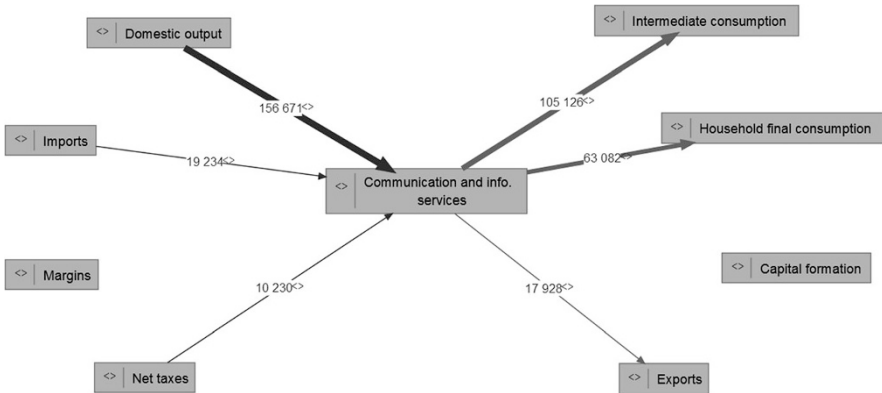 <> Domestic output
<> Intermediate consumption
156 671<>
105 126<>
<> Imports
<> Household final consumption
19 234<>
63 082<>
<> Communication and info.
services
<> Margins
<> Capital formation
10 230<>
17 928<>
<> Net taxes
<> Exports